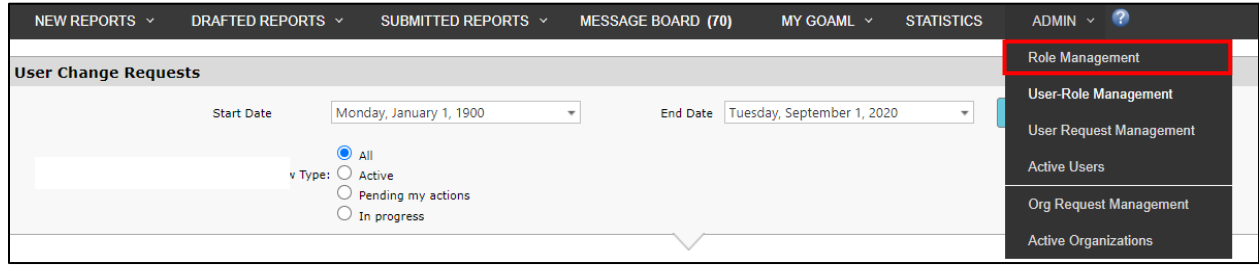 NEW REPORTS DRAFTED REPORTS SUBMITTED REPORTS MESSAGE BOARD (70) MY GOAML STATISTICS ADMIN ?
User Change Requests
Start Date Monday, January 1, 1900 End Date Tuesday, September 1, 2020
Type:
All
Active
Pending my actions
In progress
Role Management
User-Role Management
User Request Management
Active Users
Org Request Management
Active Organizations